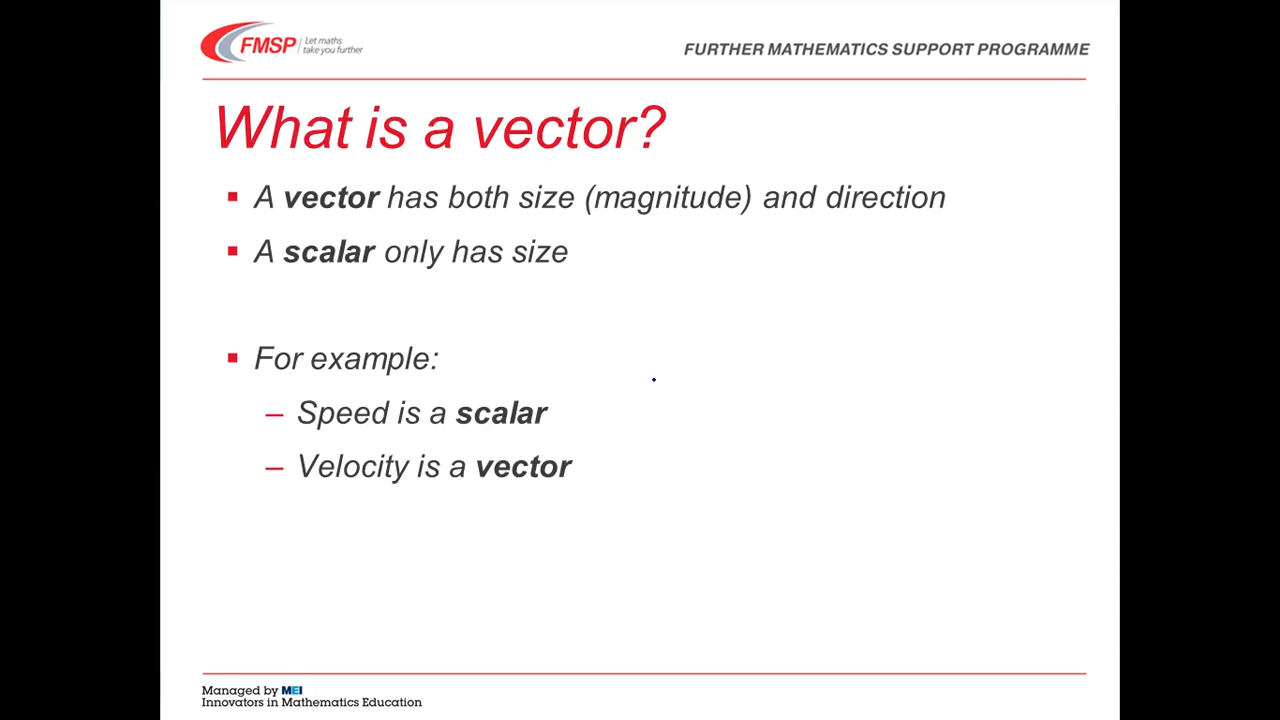 FMSP Let maths
take you further
FURTHER MATHEMATICS SUPPORT PROGRAMME
What is a vector?
▪ A vector has both size (magnitude) and direction
▪ A scalar only has size
▪ For example:
– Speed is a scalar
– Velocity is a vector
Managed by MEI
Innovators in Mathematics Education